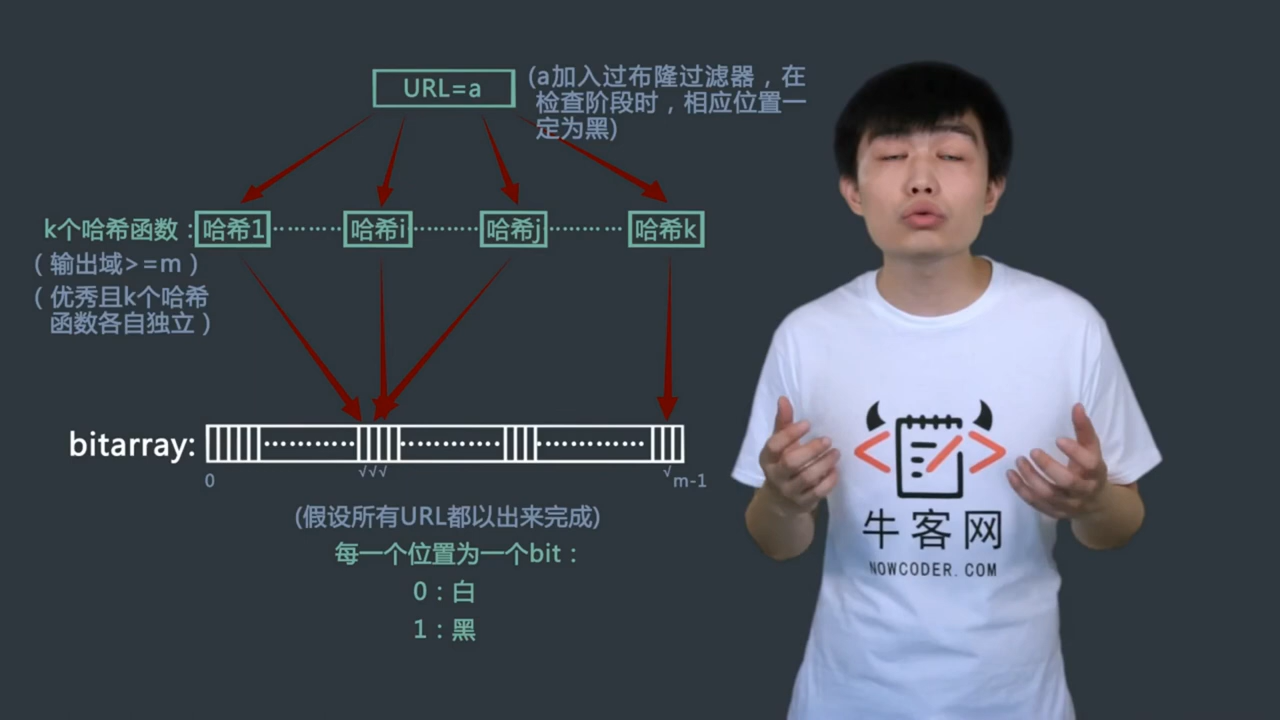 URL=a
(a加入过布隆过滤器，在
检查阶段时，相应位置一
定为黑)
k个哈希函数：
哈希1
哈希i
哈希j
哈希k
（输出域>=m）
（优秀且k个哈希
函数各自独立）
bitarray:
√√√
√
0
m-1
(假设所有URL都以出来完成)
每一个位置为一个bit：
0：白
1：黑
牛客网
NOWCODER.COM